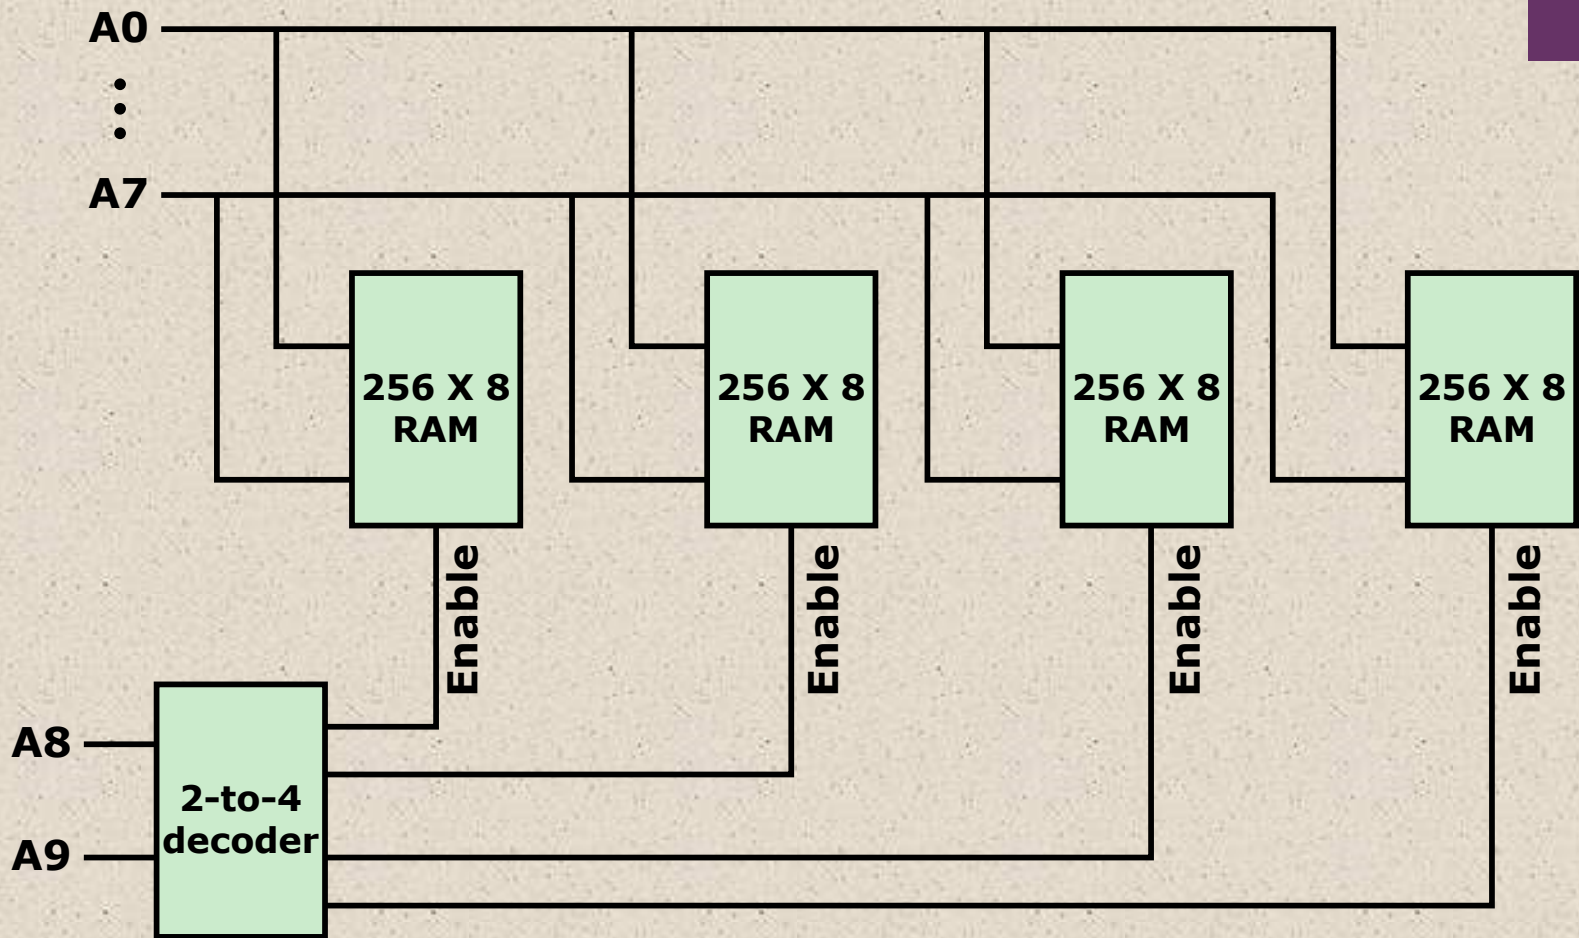 A0
A7
256 X 8
RAM
256 X 8
RAM
256 X 8
RAM
256 X 8
RAM
Enable
Enable
Enable
Enable
A8
2-to-4
decoder
A9